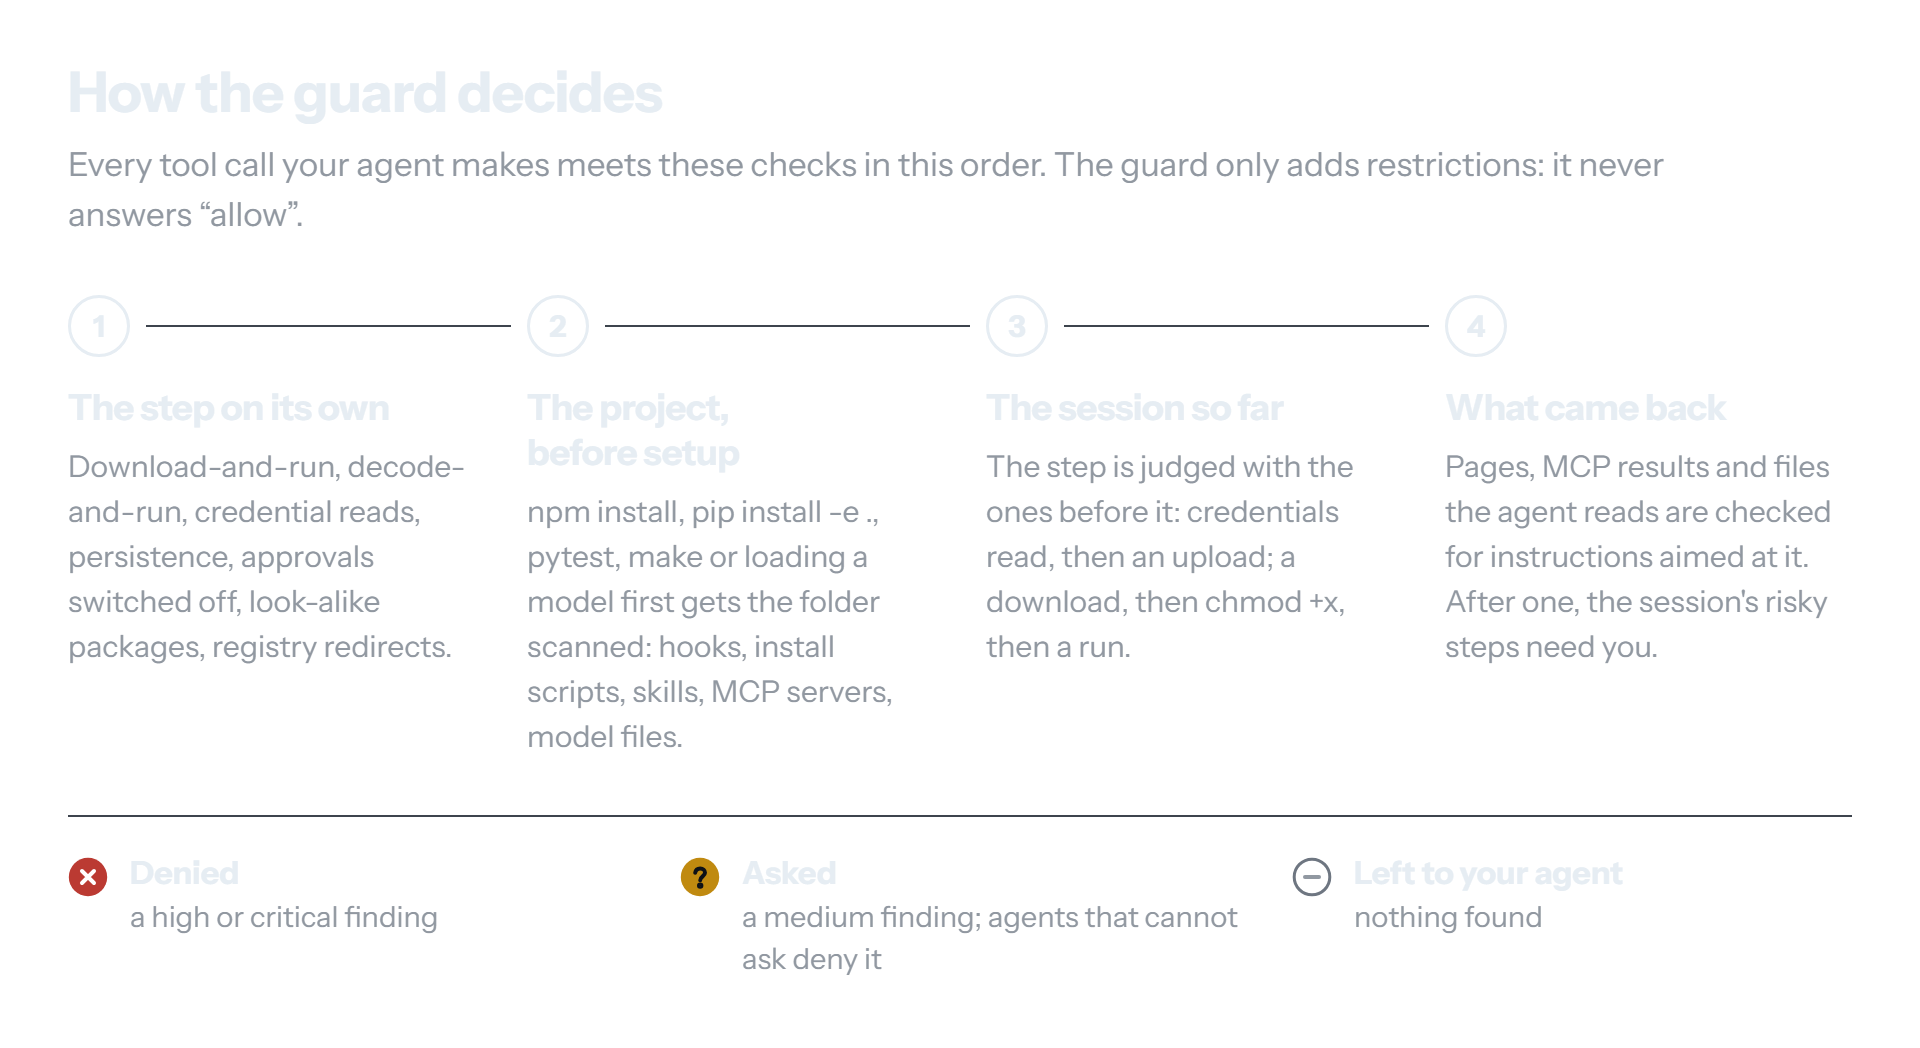 How the guard decides
Every tool call your agent makes meets these checks in this order. The guard only adds restrictions: it never
answers “allow”.
1
2
3
4
The step on its own
Download-and-run, decode-
and-run, credential reads,
persistence, approvals
switched off, look-alike
packages, registry redirects.
The project,
before setup
npm install, pip install -e .,
pytest, make or loading a
model first gets the folder
scanned: hooks, install
scripts, skills, MCP servers,
model files.
The session so far
The step is judged with the
ones before it: credentials
read, then an upload; a
download, then chmod +x,
then a run.
What came back
Pages, MCP results and files
the agent reads are checked
for instructions aimed at it.
After one, the session's risky
steps need you.
Denied
a high or critical finding
?
Asked
a medium finding; agents that cannot
ask deny it
Left to your agent
nothing found